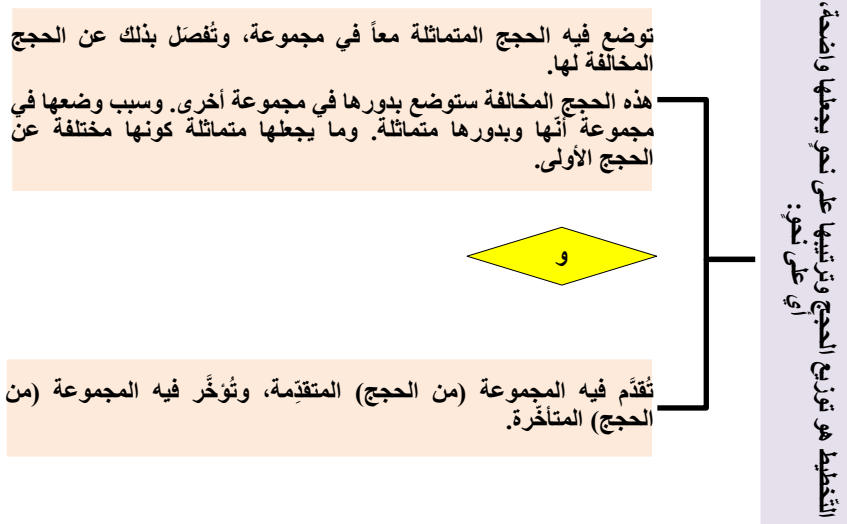 التّخطيط هو توزيع الحججِ وترتيبها على نحوٍ يجعلها واضحة،
أي على نحوٍ:
توضع فيه الحجج المتماثلة معاً في مجموعة، وتُفصَل بذلك عن الحجج
المخالفة لها.
هذه الحجج المخالفة ستوضع بدورها في مجموعة أخرى. وسبب وضعها في
مجموعة أنّها وبدورها متماثلة. وما يجعلها متماثلة كونها مختلفة عن
الحجج الأولى.
و
تُقدَّم فيه المجموعة (من الحجج) المتقدِّمة، وتُؤخَّر فيه المجموعة (من
الحجج) المتأخّرة.